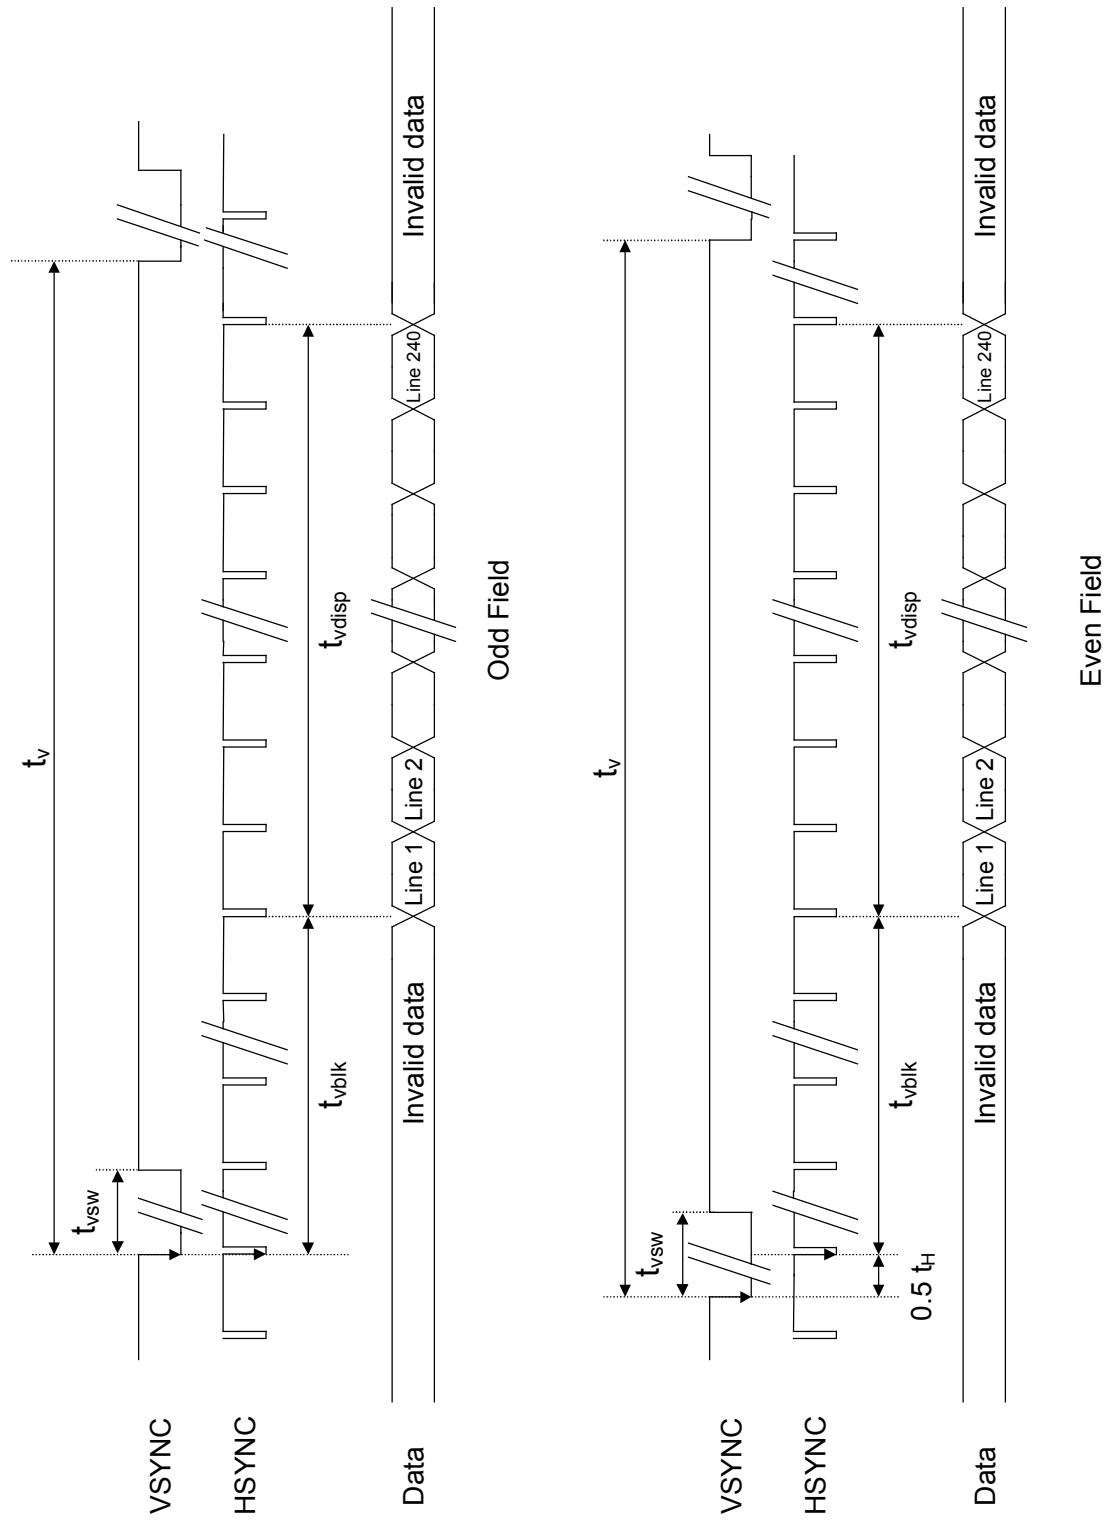 t_v
t_vsw
VSYNC
HSYNC
t_vblk
t_vdisp
Data
Invalid data
Line 1
Line 2
Line 240
Invalid data
Odd Field
t_v
t_vsw
VSYNC
HSYNC
0.5 t_H
t_vblk
t_vdisp
Data
Invalid data
Line 1
Line 2
Line 240
Invalid data
Even Field